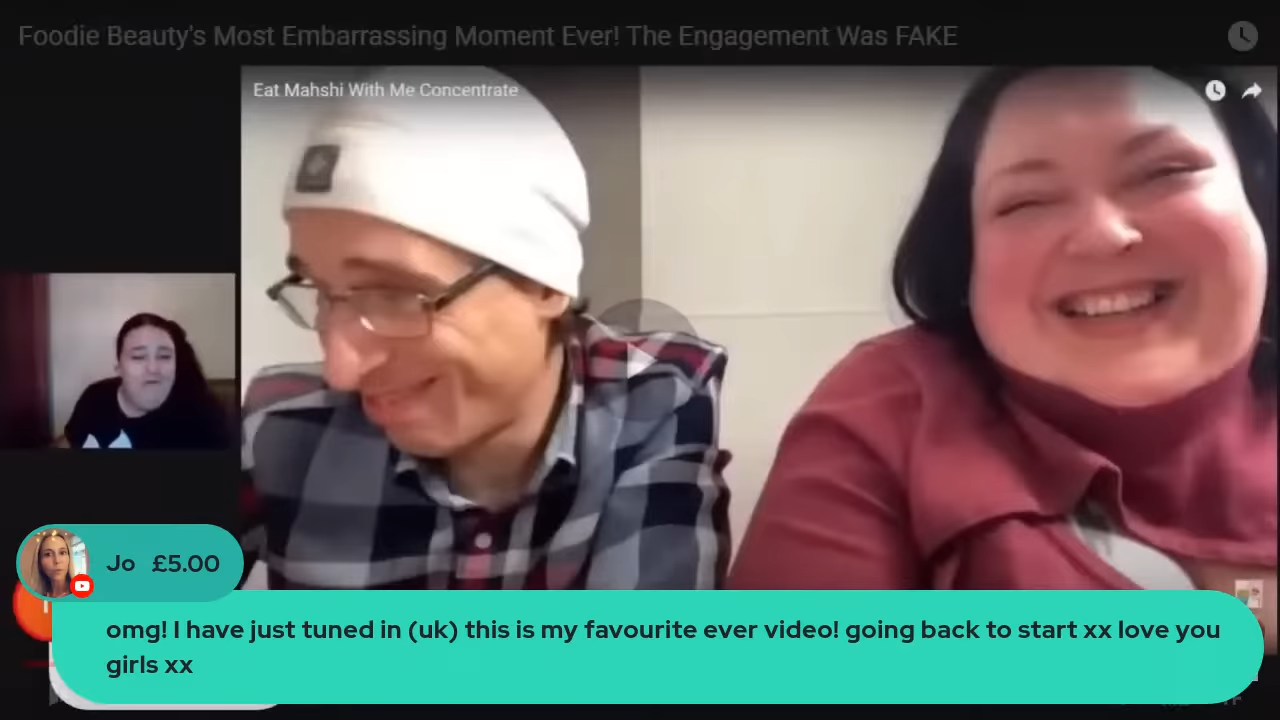 Foodie Beauty's Most Embarrassing Moment Ever! The Engagement Was FAKE
Eat Mahshi With Me Concentrate
Jo £5.00
omg! I have just tuned in (uk) this is my favourite ever video! going back to start xx love you
girls xx